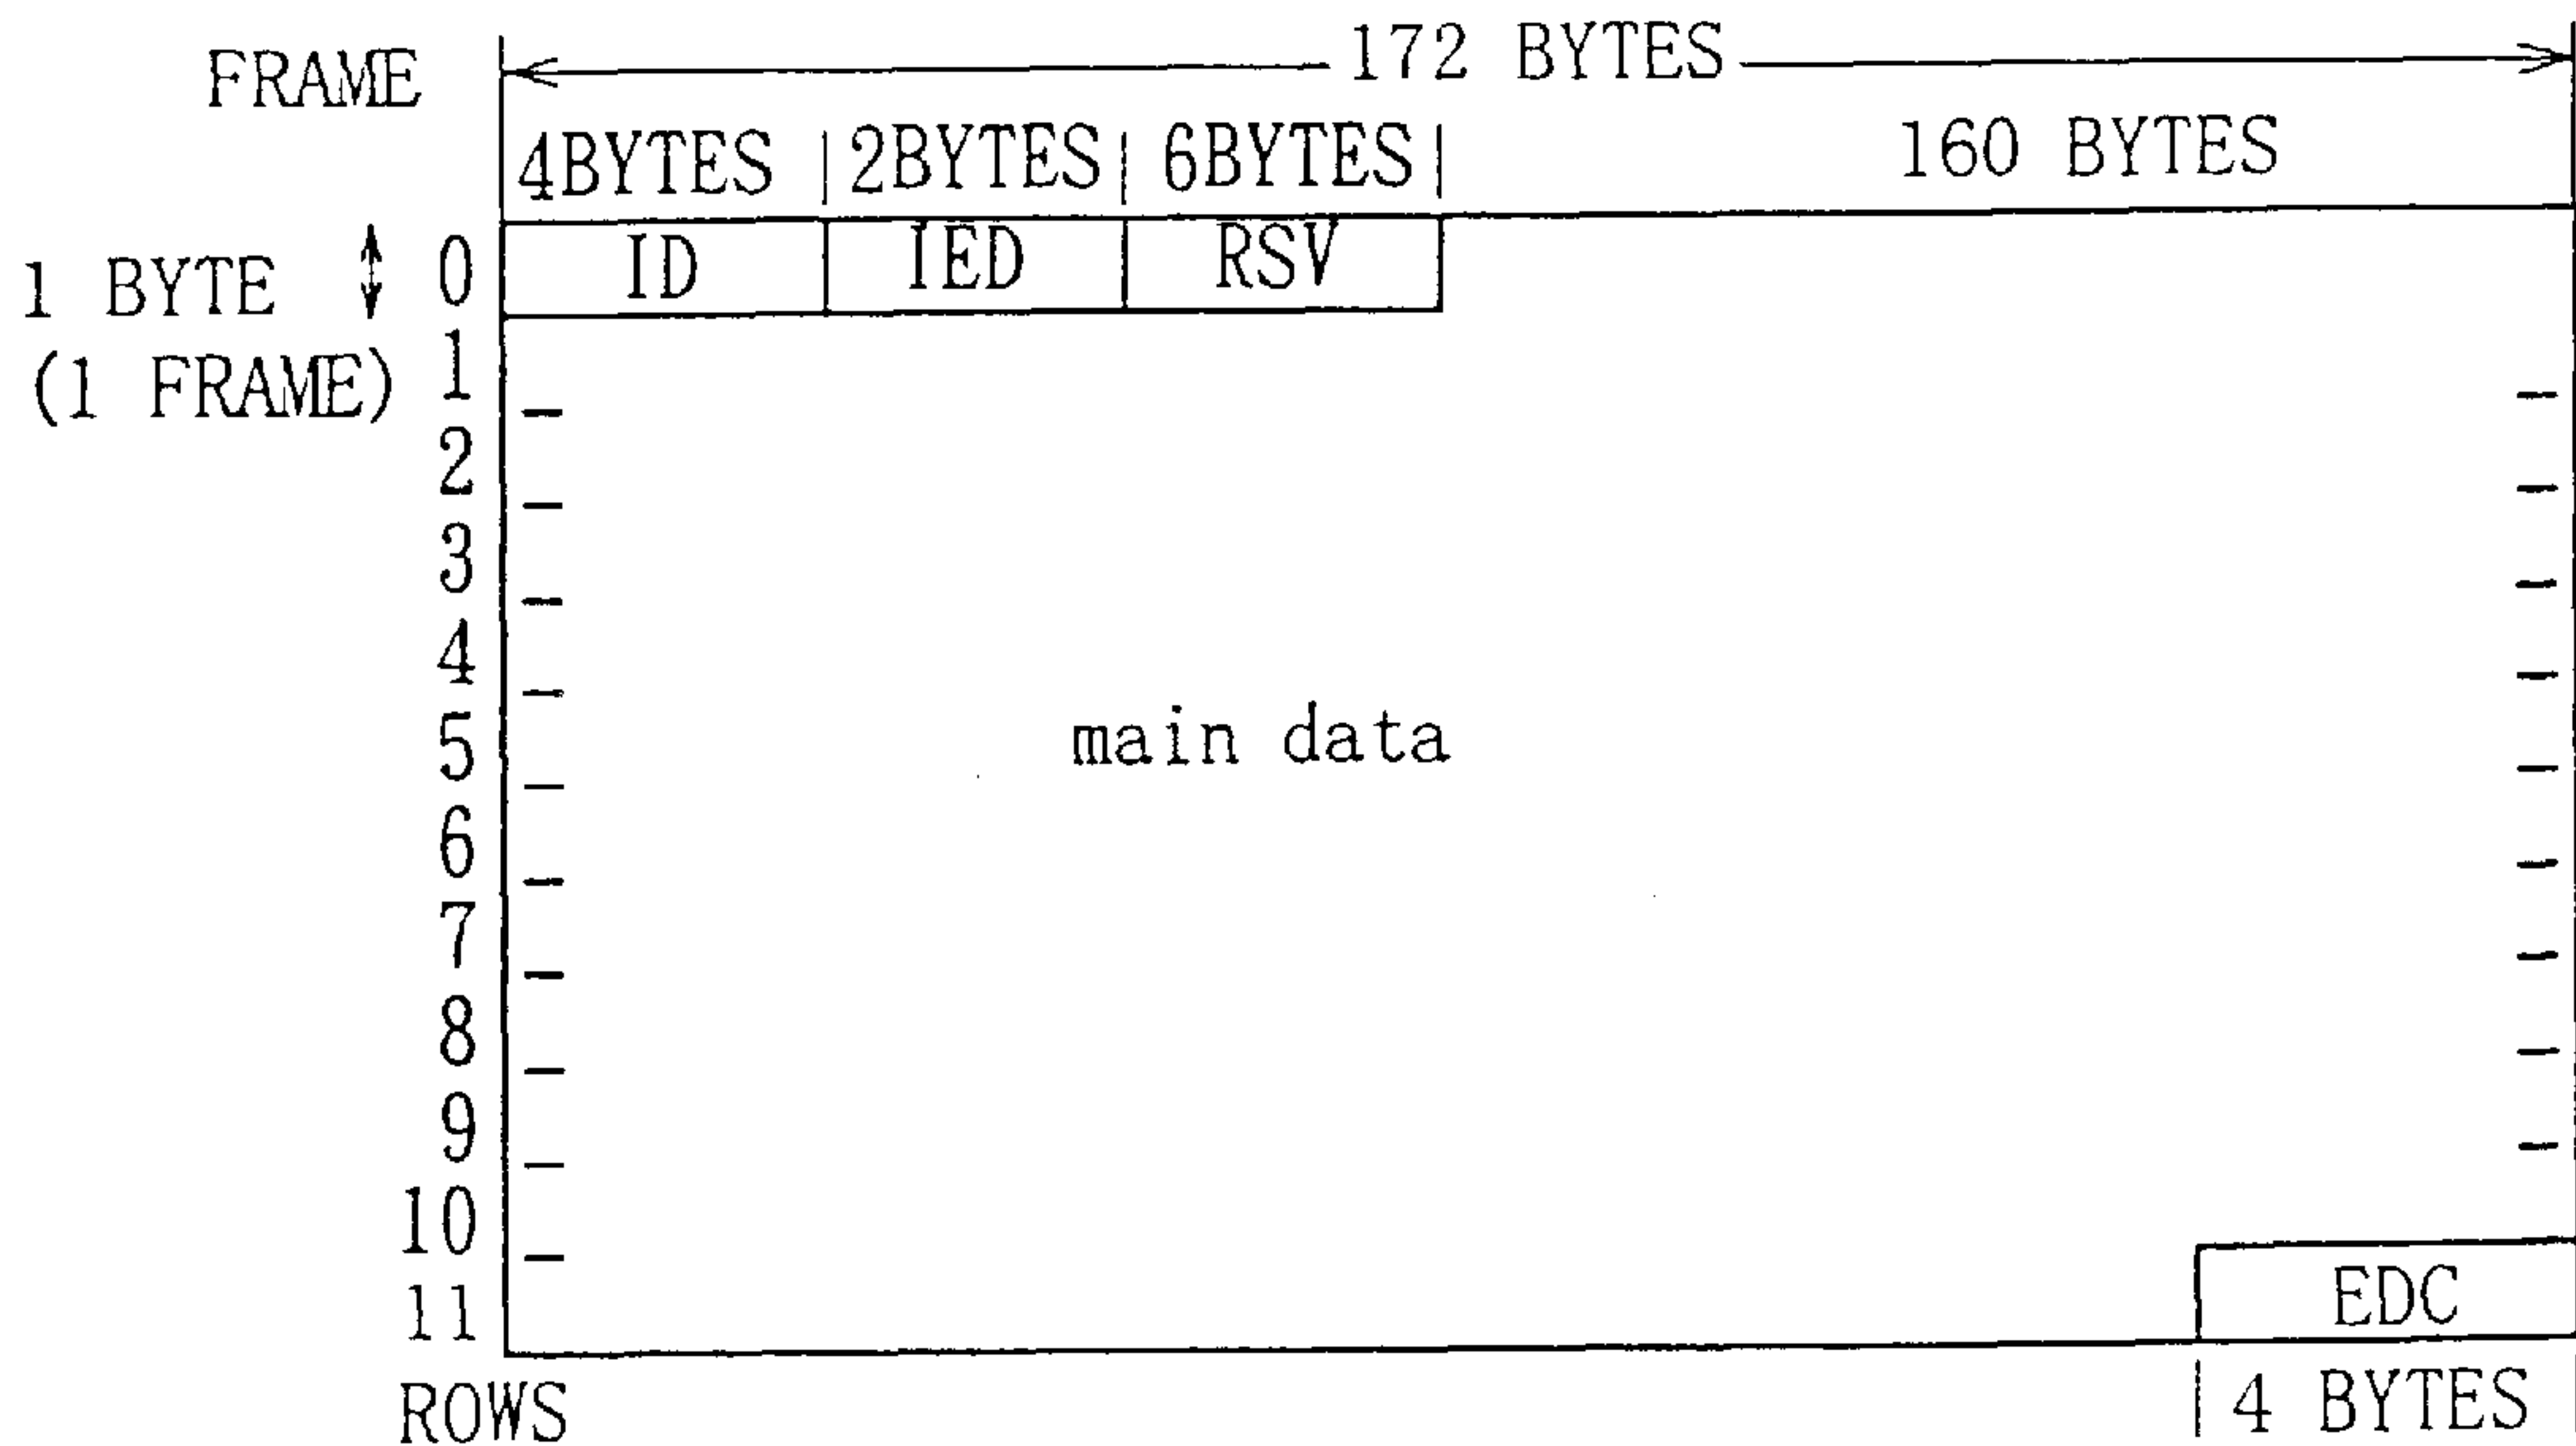 FRAME
172 BYTES
4BYTES 2BYTES 6BYTES 160 BYTES
1 BYTE
(1 FRAME)
0 ID IED RSV
1
2
3
4
5 main data
6
7
8
9
10
11 EDC
ROWS 4 BYTES